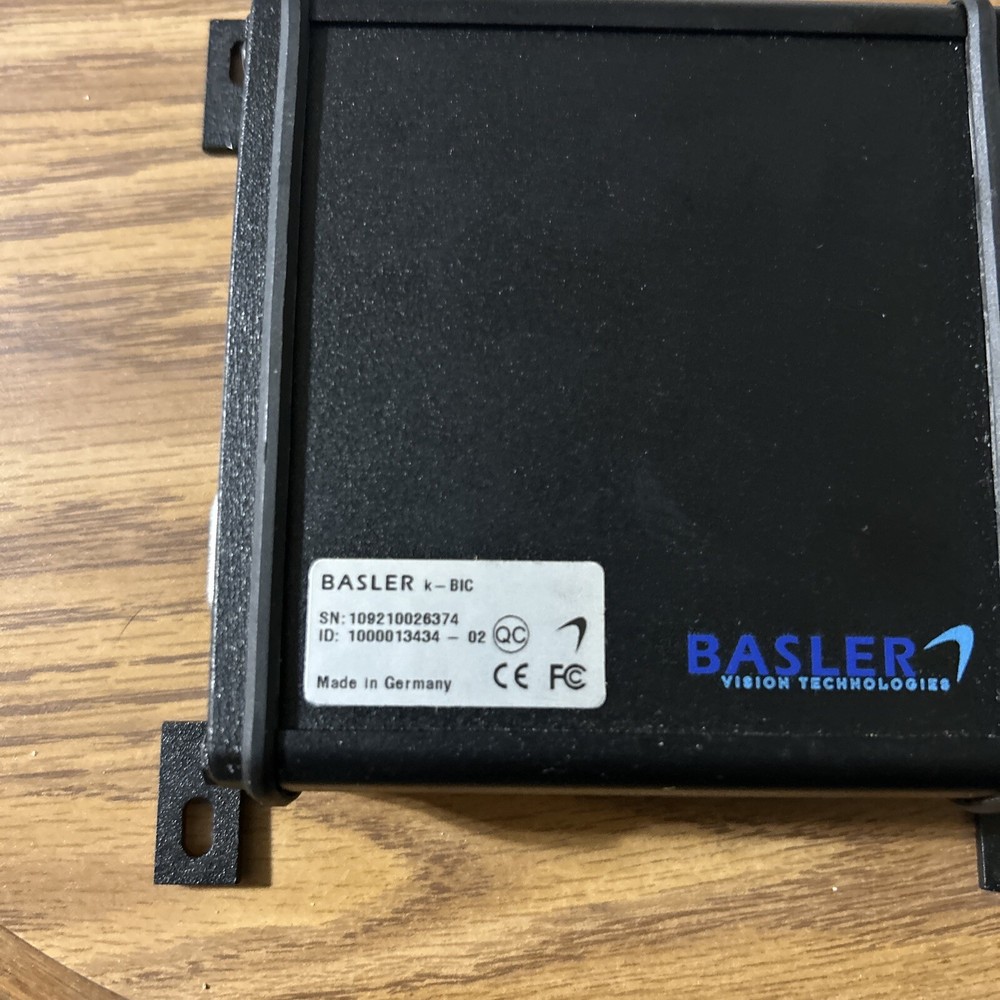 BASLER k-BIC
SN: 109210026374
ID: 1000013434 - 02 QC
Made in Germany CE FC
BASLER
VISION TECHNOLOGIES